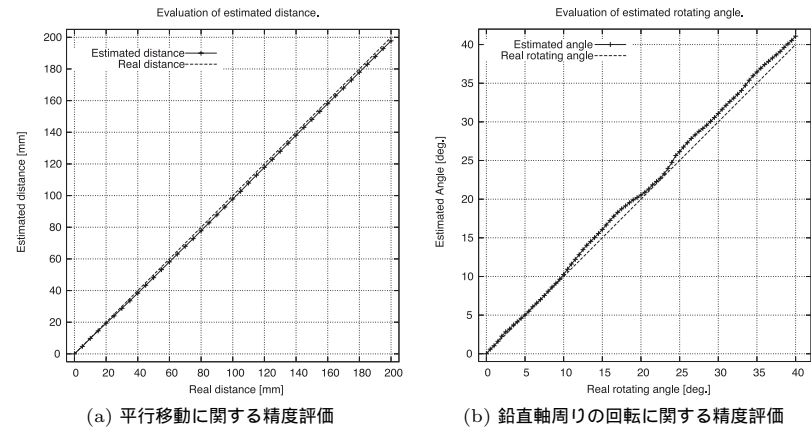 Evaluation of estimated distance.
200
180
160
140
120
100
80
60
40
20
0
Estimated distance [mm]
Estimated distance
Real distance
0 20 40 60 80 100 120 140 160 180 200
Real distance [mm]
(a) 平行移動に関する精度評価
Evaluation of estimated rotating angle.
40
35
30
25
20
15
10
5
0
Estimated Angle [deg.]
Estimated angle
Real rotating angle
0 5 10 15 20 25 30 35 40
Real rotating angle [deg.]
(b) 鉛直軸周りの回転に関する精度評価